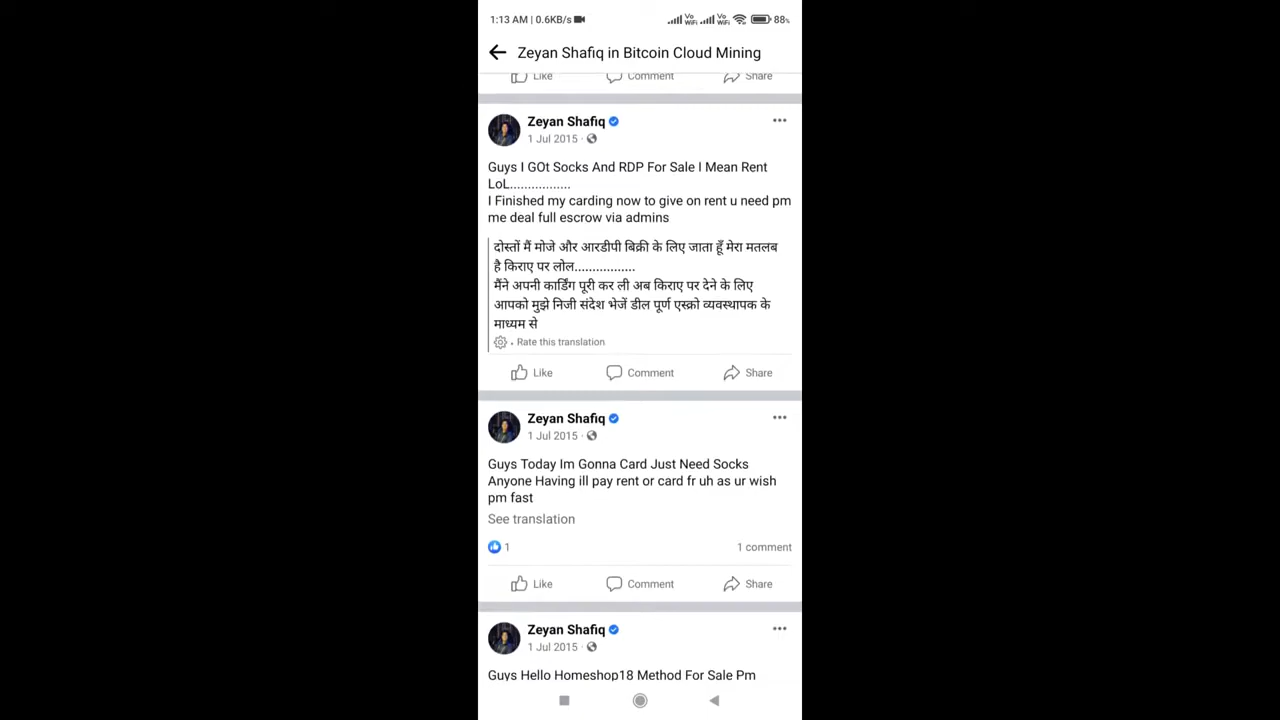 1:13 AM | 0.6KB/s
Vo WiFi Vo WiFi 88%
Zeyan Shafiq in Bitcoin Cloud Mining
Like Comment Share
Zeyan Shafiq
1 Jul 2015 ·
Guys I GOt Socks And RDP For Sale I Mean Rent
LoL................
I Finished my carding now to give on rent u need pm
me deal full escrow via admins
दोस्तों मैं मोजे और आरडीपी बिक्री के लिए जाता हूँ मेरा मतलब
है किराए पर लोल................
मैंने अपनी कार्डिंग पूरी कर ली अब किराए पर देने के लिए
आपको मुझे निजी संदेश भेजें डील पूर्ण एस्क्रो व्यवस्थापक के
माध्यम से
· Rate this translation
Like Comment Share
Zeyan Shafiq
1 Jul 2015 ·
Guys Today Im Gonna Card Just Need Socks
Anyone Having ill pay rent or card fr uh as ur wish
pm fast
See translation
1 1 comment
Like Comment Share
Zeyan Shafiq
1 Jul 2015 ·
Guys Hello Homeshop18 Method For Sale Pm